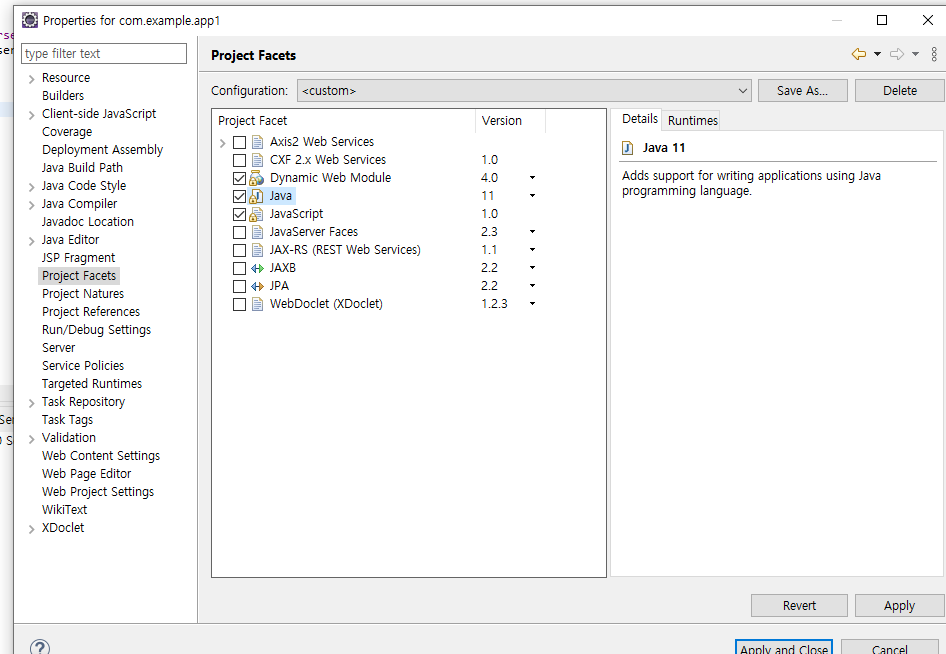 Properties for com.example.app1
type filter text
Resource
Builders
Client-side JavaScript
Coverage
Deployment Assembly
Java Build Path
Java Code Style
Java Compiler
Javadoc Location
Java Editor
JSP Fragment
Project Facets
Project Natures
Project References
Run/Debug Settings
Server
Service Policies
Targeted Runtimes
Task Repository
Task Tags
Validation
Web Content Settings
Web Page Editor
Web Project Settings
WikiText
XDoclet
Project Facets
Configuration: <custom> Save As... Delete
Project Facet Version
Axis2 Web Services
CXF 2.x Web Services 1.0
Dynamic Web Module 4.0
Java 11
JavaScript 1.0
JavaServer Faces 2.3
JAX-RS (REST Web Services) 1.1
JAXB 2.2
JPA 2.2
WebDoclet (XDoclet) 1.2.3
Details Runtimes
Java 11
Adds support for writing applications using Java
programming language.
Revert Apply
? Apply and Close Cancel